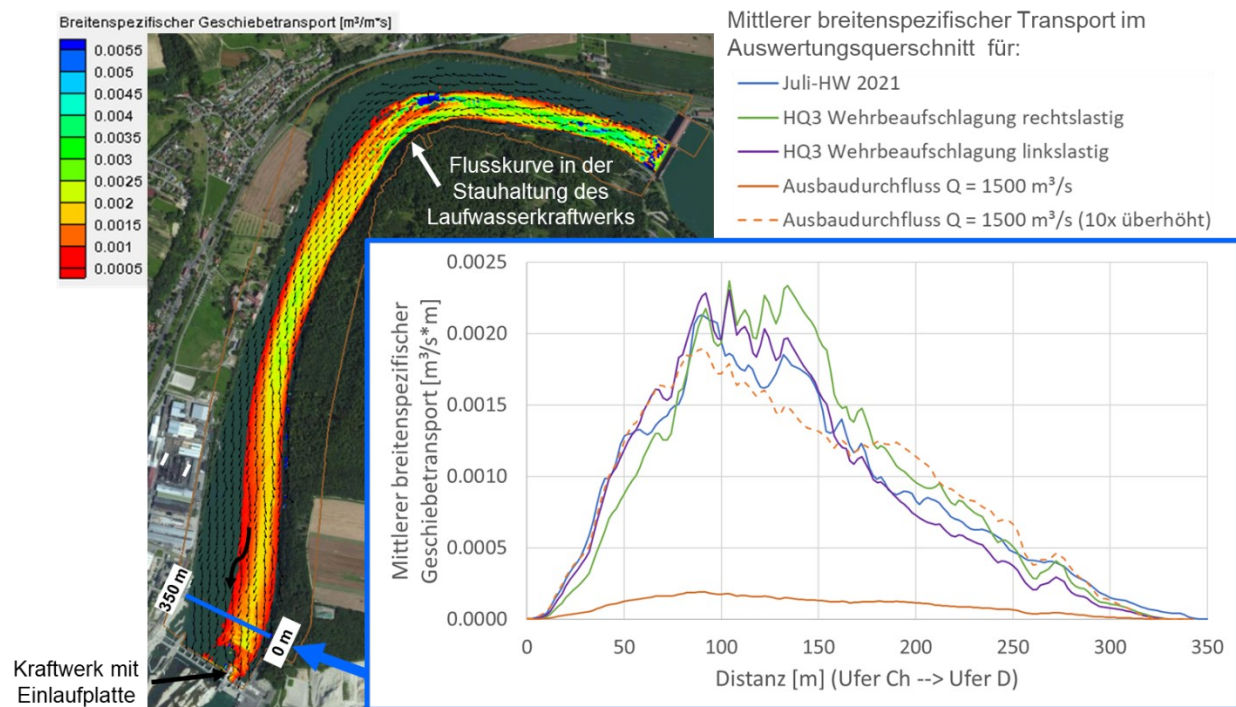 Breitenspezifischer Geschiebetransport [m³/m*s]
0.0055
0.005
0.0045
0.004
0.0035
0.003
0.0025
0.002
0.0015
0.001
0.0005
Flusskurve in der
Stauhaltung des
Laufwasserkraftwerks
350 m
0 m
Kraftwerk mit
Einlaufplatte
Mittlerer breitenspezifischer Transport im
Auswertungsquerschnitt für:
Juli-HW 2021
HQ3 Wehrbeaufschlagung rechtslastig
HQ3 Wehrbeaufschlagung linkslastig
Ausbaudurchfluss Q = 1500 m³/s
Ausbaudurchfluss Q = 1500 m³/s (10x überhöht)
Mittlerer breitenspezifischer
Geschiebetransport [m³/s*m]
0.0025
0.0020
0.0015
0.0010
0.0005
0.0000
0 50 100 150 200 250 300 350
Distanz [m] (Ufer Ch --> Ufer D)